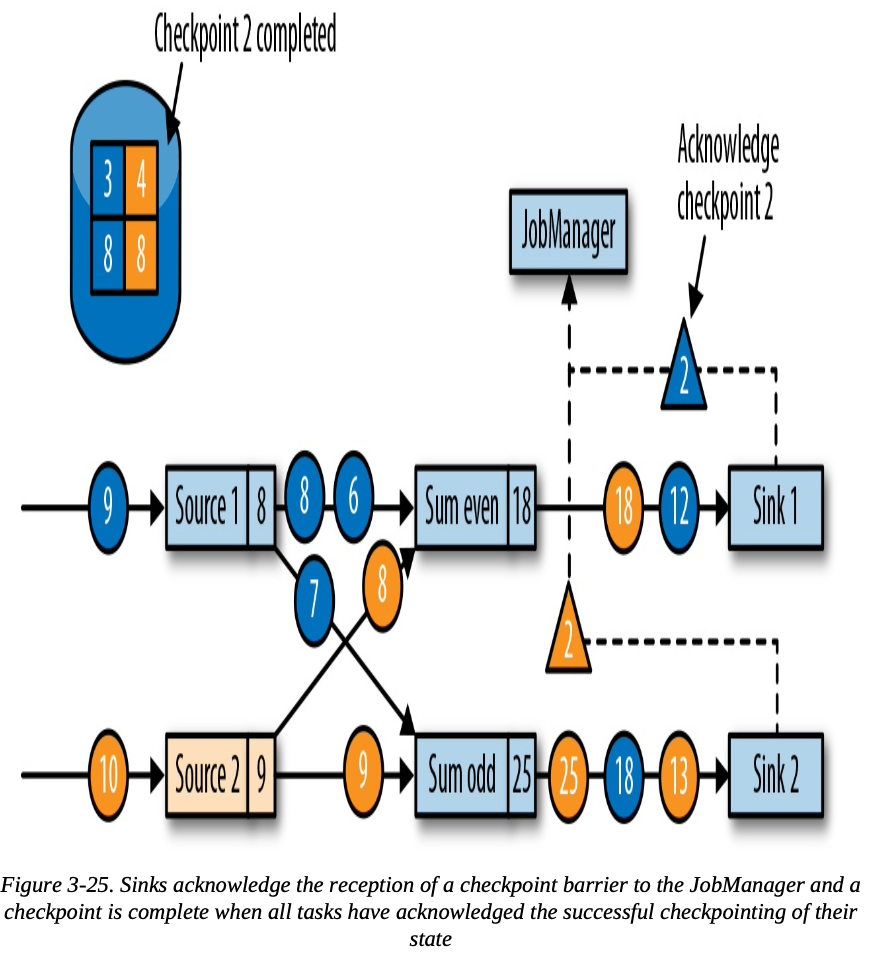 Checkpoint 2 completed
3 4
8 8
Acknowledge
checkpoint 2
JobManager
2
9
Source 1 8
8
6
Sum even 18
18
12
Sink 1
7
8
2
10
Source 2 9
9
Sum odd 25
25
18
13
Sink 2
Figure 3-25. Sinks acknowledge the reception of a checkpoint barrier to the JobManager and a
checkpoint is complete when all tasks have acknowledged the successful checkpointing of their
state